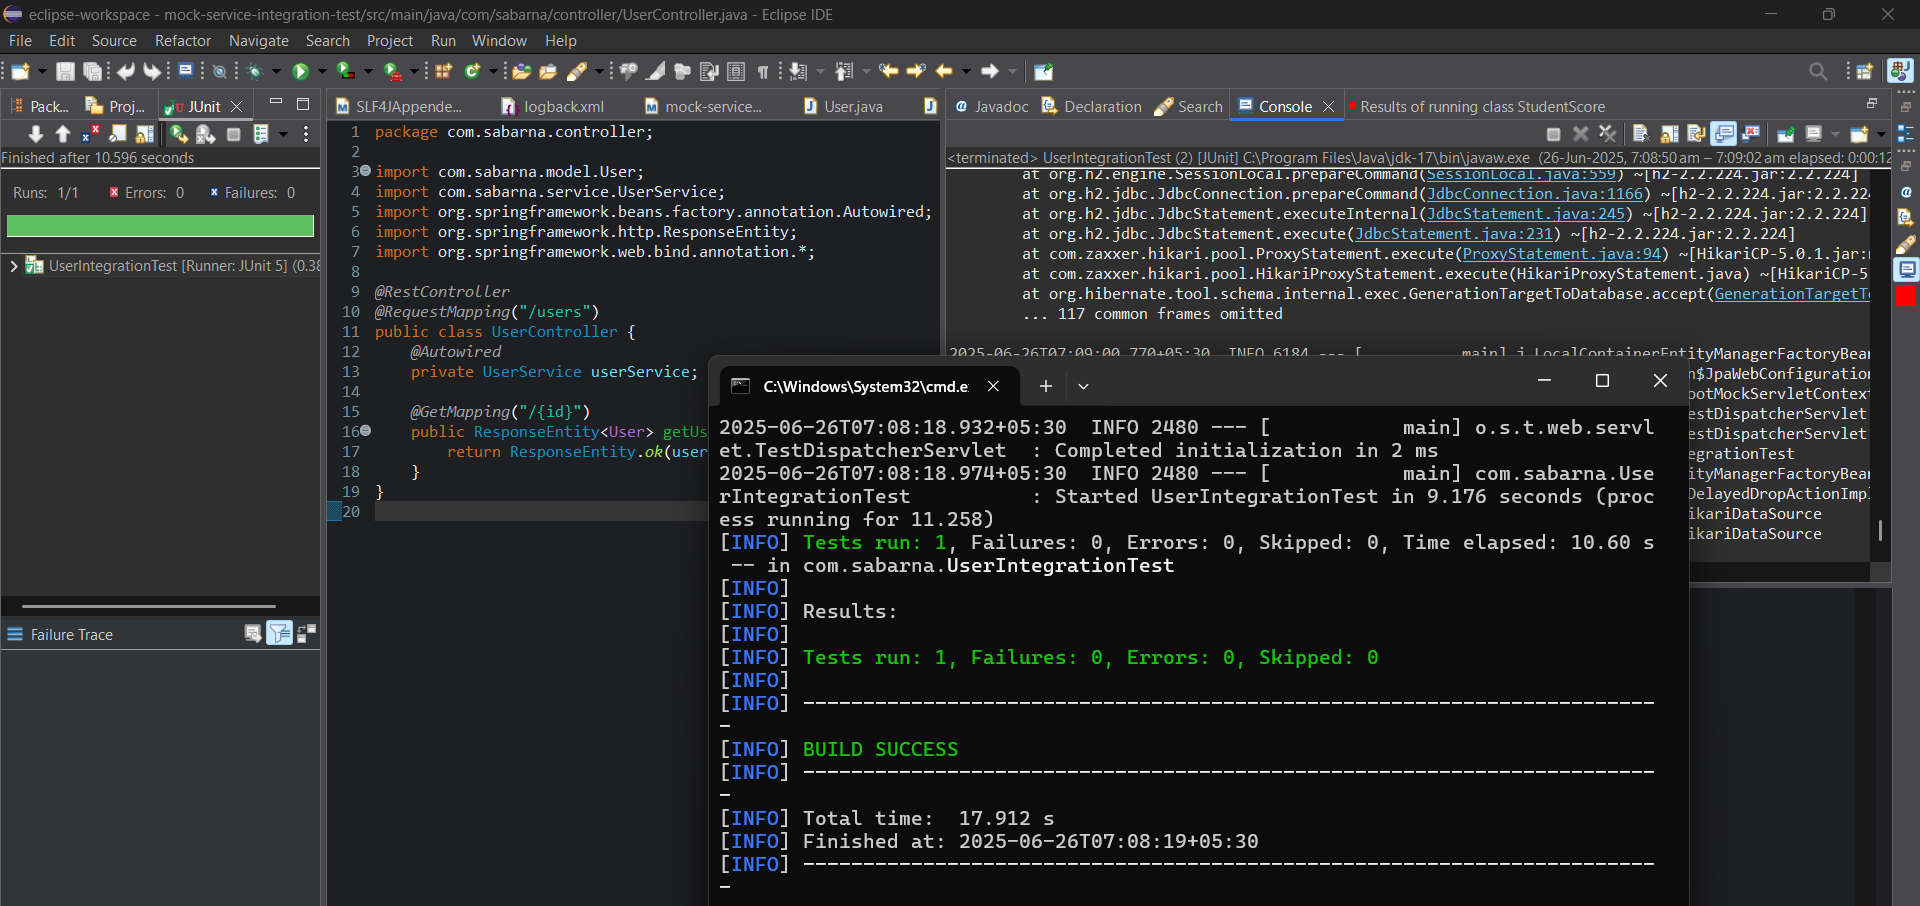 eclipse-workspace - mock-service-integration-test/src/main/java/com/sabarna/controller/UserController.java - Eclipse IDE
File Edit Source Refactor Navigate Search Project Run Window Help
Pack... Proj... JUnit
Finished after 10.596 seconds
Runs: 1/1 Errors: 0 Failures: 0
UserIntegrationTest [Runner: JUnit 5] (0.38
Failure Trace
SLF4JAppende... logback.xml mock-service... User.java
1 package com.sabarna.controller;
2
3 import com.sabarna.model.User;
4 import com.sabarna.service.UserService;
5 import org.springframework.beans.factory.annotation.Autowired;
6 import org.springframework.http.ResponseEntity;
7 import org.springframework.web.bind.annotation.*;
8
9 @RestController
10 @RequestMapping("/users")
11 public class UserController {
12 @Autowired
13 private UserService userService;
14
15 @GetMapping("/{id}")
16 public ResponseEntity<User> getUs
17 return ResponseEntity.ok(user
18 }
19 }
20
Javadoc Declaration Search Console Results of running class StudentScore
<terminated> UserIntegrationTest (2) [JUnit] C:\Program Files\Java\jdk-17\bin\javaw.exe (26-Jun-2025, 7:08:50 am – 7:09:02 am elapsed: 0:00:12
at org.h2.engine.SessionLocal.prepareCommand(SessionLocal.java:559) ~[h2-2.2.224.jar:2.2.224]
at org.h2.jdbc.JdbcConnection.prepareCommand(JdbcConnection.java:1166) ~[h2-2.2.224.jar:2.2.224
at org.h2.jdbc.JdbcStatement.executeInternal(JdbcStatement.java:245) ~[h2-2.2.224.jar:2.2.224]
at org.h2.jdbc.JdbcStatement.execute(JdbcStatement.java:231) ~[h2-2.2.224.jar:2.2.224]
at com.zaxxer.hikari.pool.ProxyStatement.execute(ProxyStatement.java:94) ~[HikariCP-5.0.1.jar:
at com.zaxxer.hikari.pool.HikariProxyStatement.execute(HikariProxyStatement.java) ~[HikariCP-5
at org.hibernate.tool.schema.internal.exec.GenerationTargetToDatabase.accept(GenerationTargetT
... 117 common frames omitted
2025-06-26T07:09:00.770+05:30 INFO 6184 --- [ main] j.LocalContainerEntityManagerFactoryBea
n$JpaWebConfiguration
ootMockServletContex
estDispatcherServlet
estDispatcherServlet
egrationTest
ityManagerFactoryBea
DelayedDropActionImp
ikariDataSource
ikariDataSource
C:\Windows\System32\cmd.e
2025-06-26T07:08:18.932+05:30 INFO 2480 --- [ main] o.s.t.web.servl
et.TestDispatcherServlet : Completed initialization in 2 ms
2025-06-26T07:08:18.974+05:30 INFO 2480 --- [ main] com.sabarna.Use
rIntegrationTest : Started UserIntegrationTest in 9.176 seconds (proc
ess running for 11.258)
[INFO] Tests run: 1, Failures: 0, Errors: 0, Skipped: 0, Time elapsed: 10.60 s
-- in com.sabarna.UserIntegrationTest
[INFO]
[INFO] Results:
[INFO]
[INFO] Tests run: 1, Failures: 0, Errors: 0, Skipped: 0
[INFO]
[INFO] -----------------------------------------------------------------------
-
[INFO] BUILD SUCCESS
[INFO] -----------------------------------------------------------------------
-
[INFO] Total time: 17.912 s
[INFO] Finished at: 2025-06-26T07:08:19+05:30
[INFO] -----------------------------------------------------------------------
-